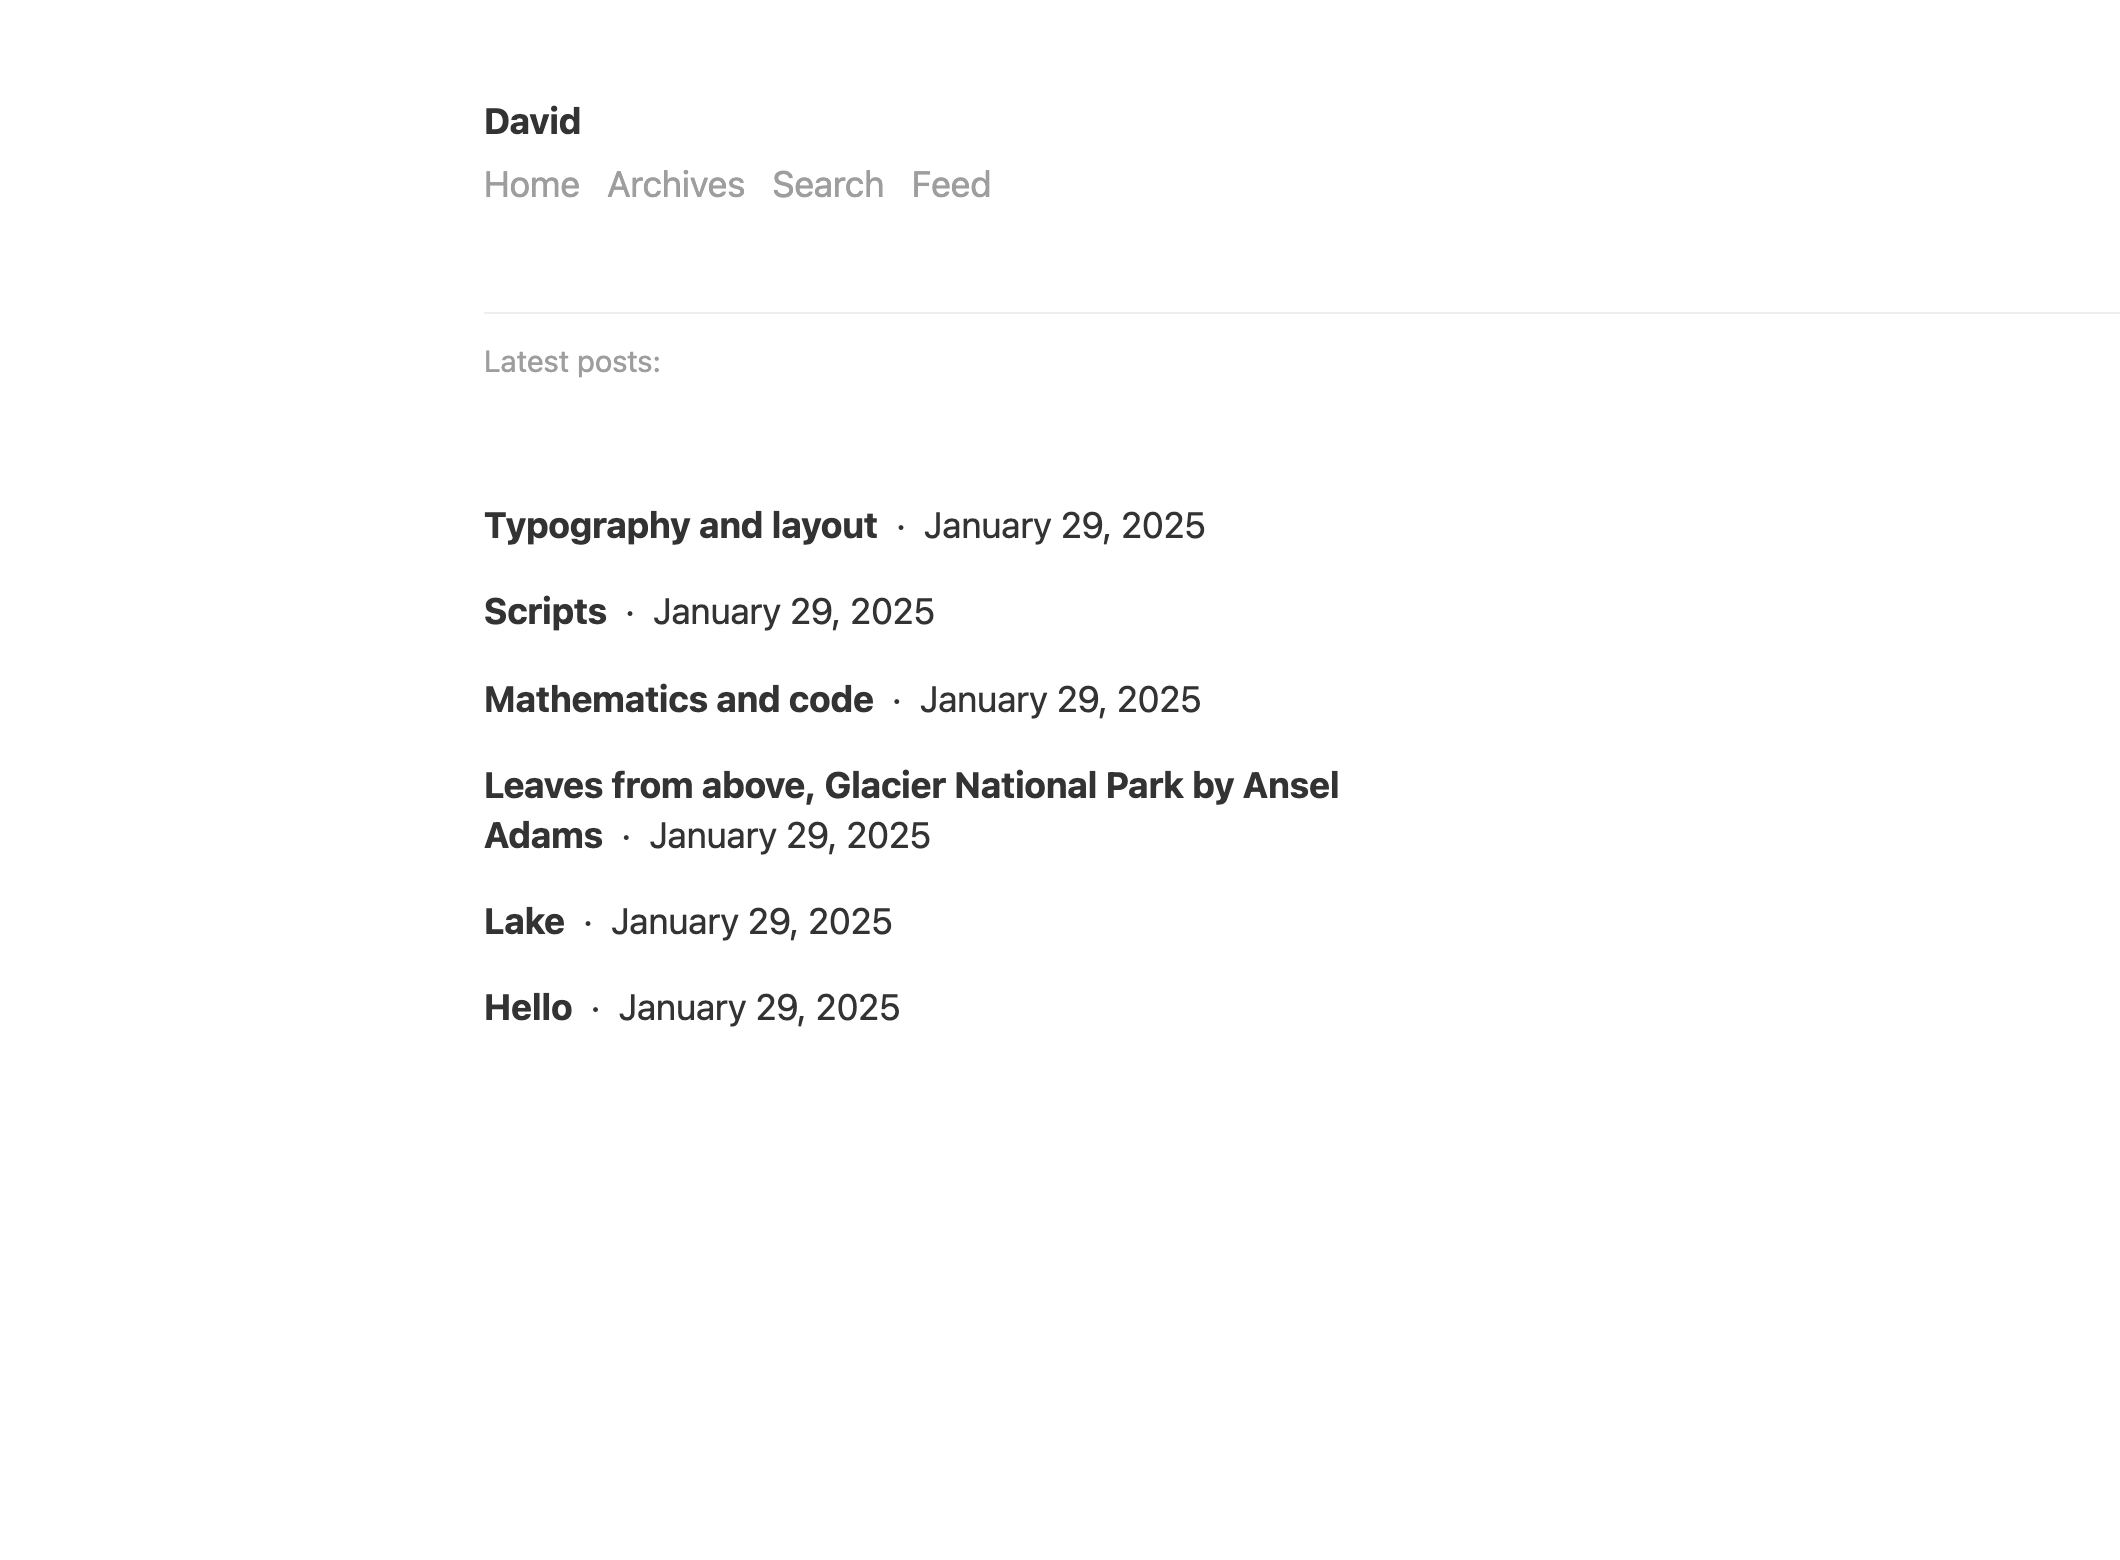 David
Home Archives Search Feed
Latest posts:
Typography and layout · January 29, 2025
Scripts · January 29, 2025
Mathematics and code · January 29, 2025
Leaves from above, Glacier National Park by Ansel
Adams · January 29, 2025
Lake · January 29, 2025
Hello · January 29, 2025